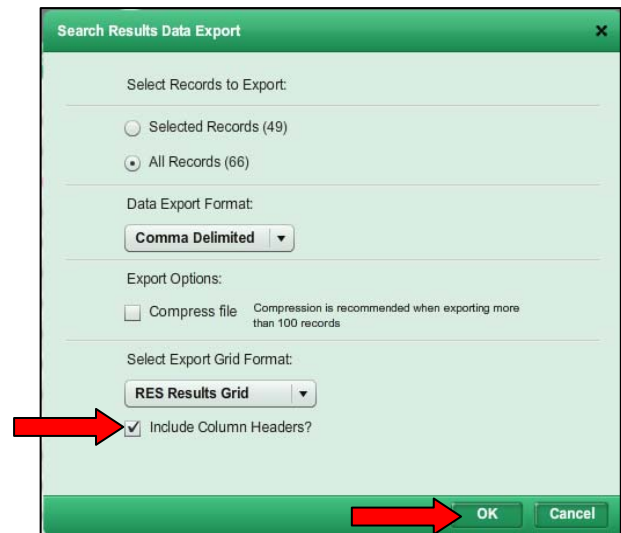 Search Results Data Export
Select Records to Export:
Selected Records (49)
All Records (66)
Data Export Format:
Comma Delimited
Export Options:
Compress file Compression is recommended when exporting more
than 100 records
Select Export Grid Format:
RES Results Grid
Include Column Headers?
OK Cancel